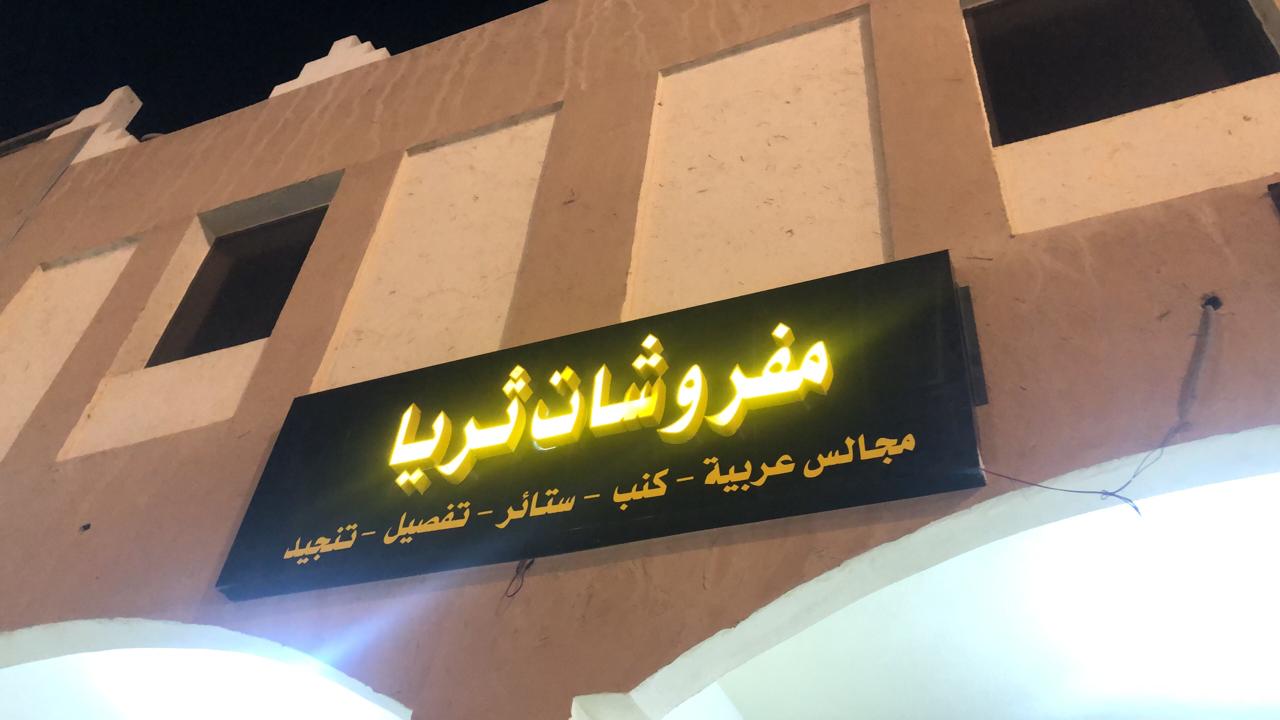 مفروشات ثريا
مجالس عربية - كنب - ستائر - تفصيل - تنجيد